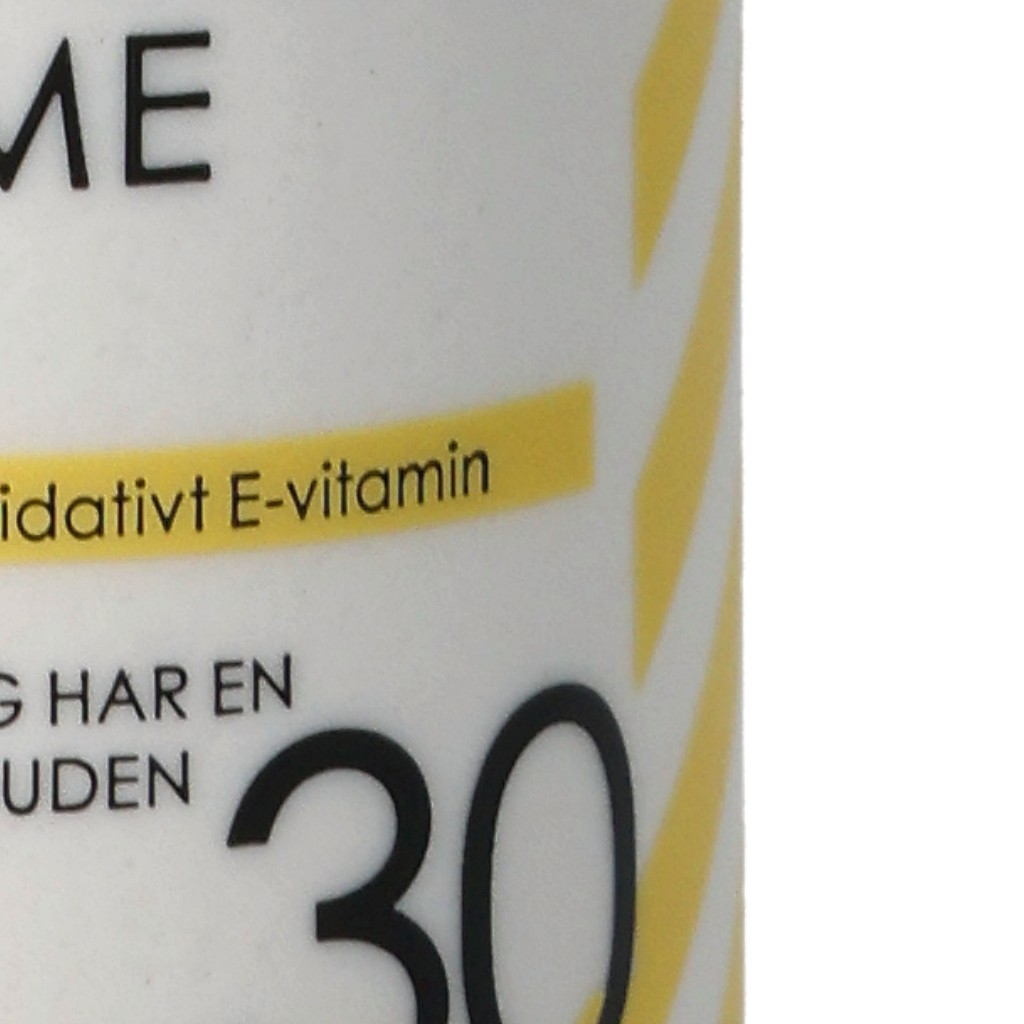 ME
idativt E-vitamin
G HAR EN
UDEN
30